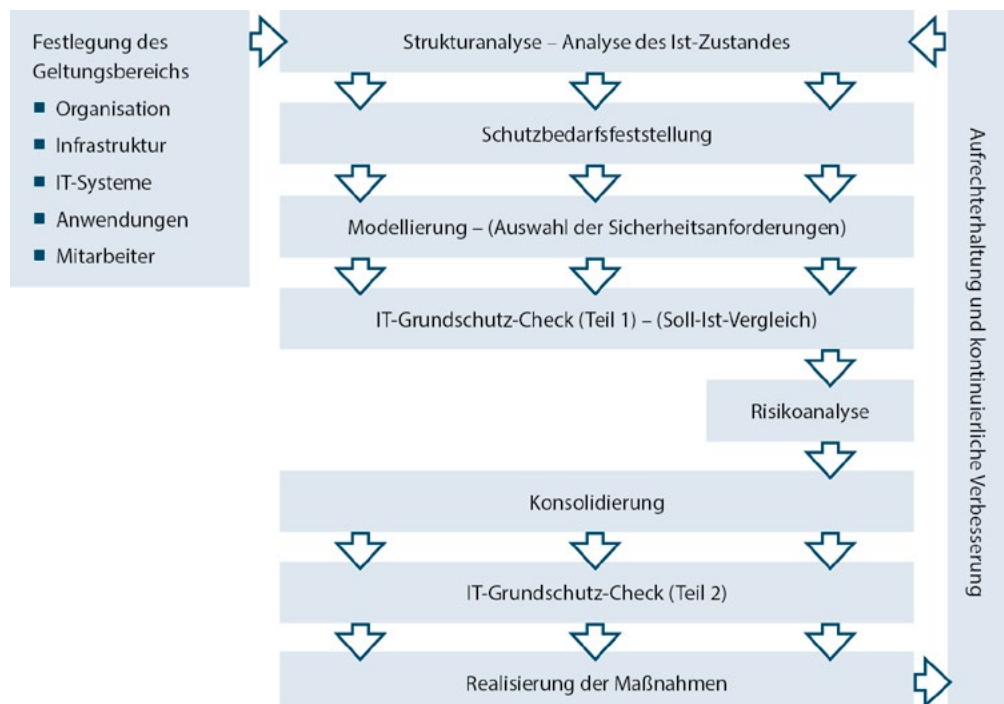 Festlegung des
Geltungsbereichs
Organisation
Infrastruktur
IT-Systeme
Anwendungen
Mitarbeiter
Strukturanalyse – Analyse des Ist-Zustandes
Schutzbedarfsfeststellung
Modellierung – (Auswahl der Sicherheitsanforderungen)
IT-Grundschutz-Check (Teil 1) – (Soll-Ist-Vergleich)
Risikoanalyse
Konsolidierung
IT-Grundschutz-Check (Teil 2)
Realisierung der Maßnahmen
Aufrechterhaltung und kontinuierliche Verbesserung